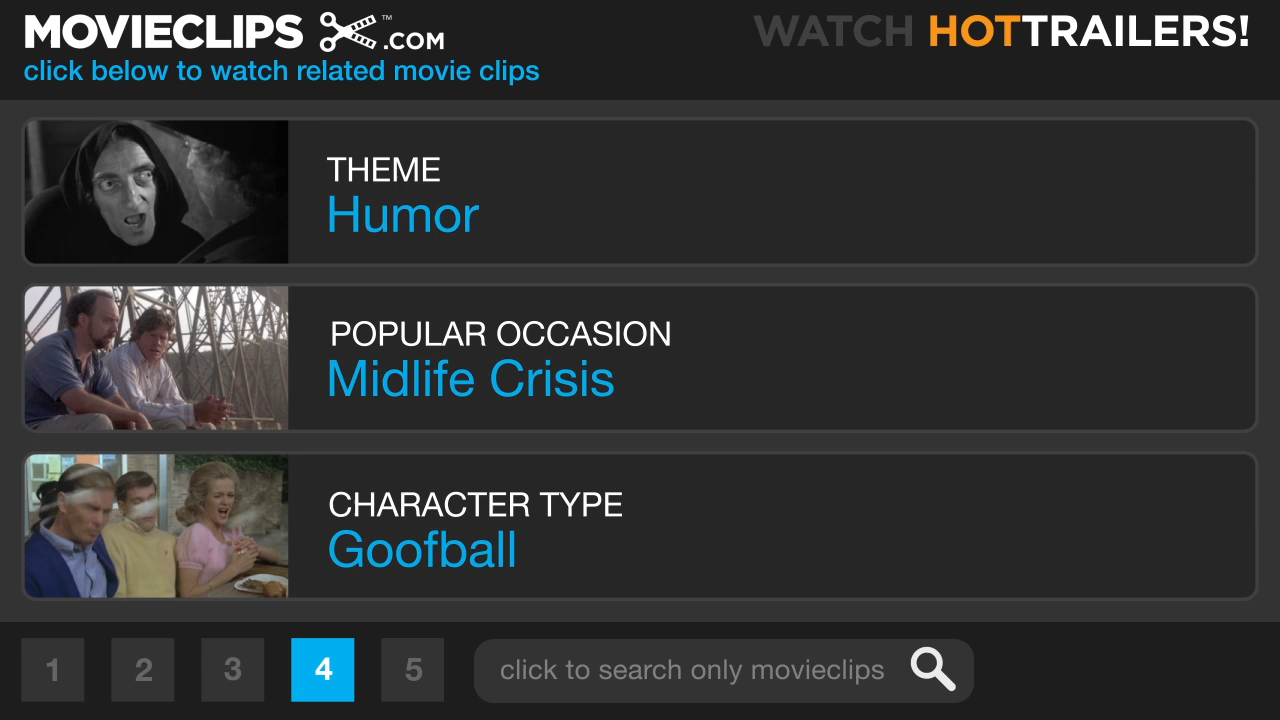 MOVIECLIPS ™ .COM
WATCH HOTTRAILERS!
click below to watch related movie clips
THEME
Humor
POPULAR OCCASION
Midlife Crisis
CHARACTER TYPE
Goofball
1 2 3 4 5
click to search only movieclips